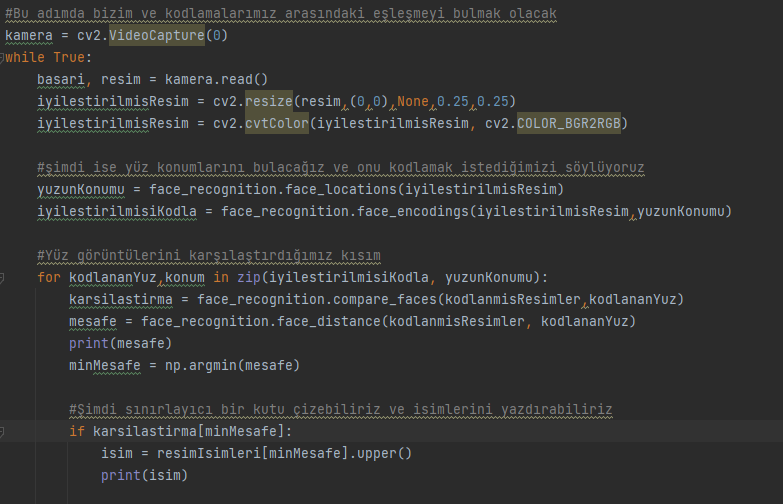 #Bu adımda bizim ve kodlamalarımız arasındaki eşleşmeyi bulmak olacak
kamera = cv2.VideoCapture(0)
while True:
    basari, resim = kamera.read()
    iyilestirilmisResim = cv2.resize(resim,(0,0),None,0.25,0.25)
    iyilestirilmisResim = cv2.cvtColor(iyilestirilmisResim, cv2.COLOR_BGR2RGB)
    #şimdi ise yüz konumlarını bulacağız ve onu kodlamak istediğimizi söylüyoruz
    yuzunKonumu = face_recognition.face_locations(iyilestirilmisResim)
    iyilestirilmisiKodla = face_recognition.face_encodings(iyilestirilmisResim,yuzunKonumu)
    #Yüz görüntülerini karşılaştırdığımız kısım
    for kodlananYuz,konum in zip(iyilestirilmisiKodla, yuzunKonumu):
        karsilastirma = face_recognition.compare_faces(kodlanmisResimler,kodlananYuz)
        mesafe = face_recognition.face_distance(kodlanmisResimler, kodlananYuz)
        print(mesafe)
        minMesafe = np.argmin(mesafe)
        #Şimdi sınırlayıcı bir kutu çizebiliriz ve isimlerini yazdırabiliriz
        if karsilastirma[minMesafe]:
            isim = resimIsimleri[minMesafe].upper()
            print(isim)